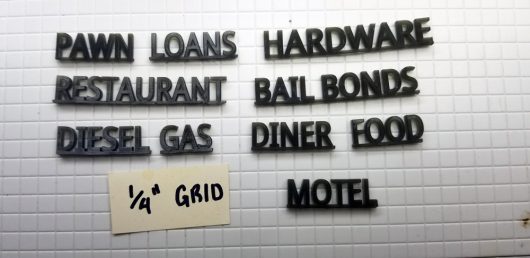 PAWN LOANS
HARDWARE
RESTAURANT
BAIL BONDS
DIESEL GAS
DINER FOOD
1/4" GRID
MOTEL